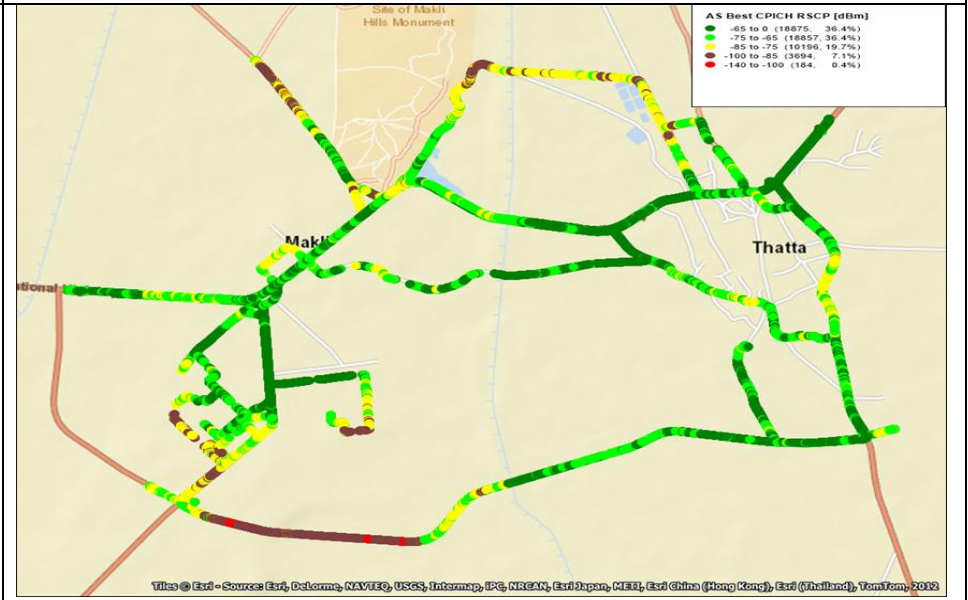 Site of Makli
Hills Monument
AS Best CPICH RSCP [dBm]
-65 to 0 (18875, 36.4%)
-75 to -65 (18857, 36.4%)
-85 to -75 (10196, 19.7%)
-100 to -85 (3694, 7.1%)
-140 to -100 (184, 0.4%)
Makli
Thatta
tional
Tiles © Esri - Source: Esri, DeLorme, NAVTEQ, USGS, Intermap, iPC, NRCAN, Esri Japan, METI, Esri China (Hong Kong), Esri (Thailand), TomTom, 2012